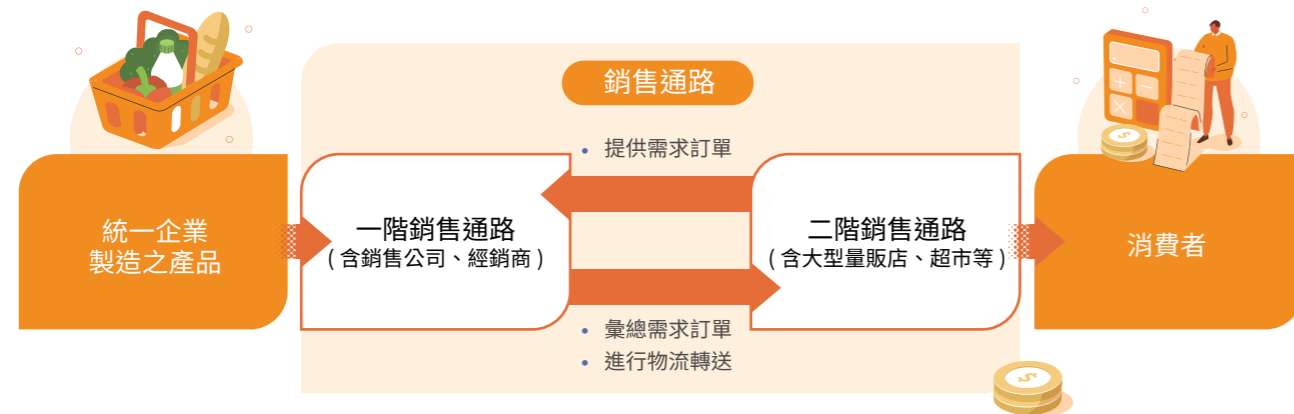 銷售通路
統一企業
製造之產品
一階銷售通路
( 含銷售公司、經銷商 )
• 提供需求訂單
• 彙總需求訂單
• 進行物流轉送
二階銷售通路
( 含大型量販店、超市等 )
消費者